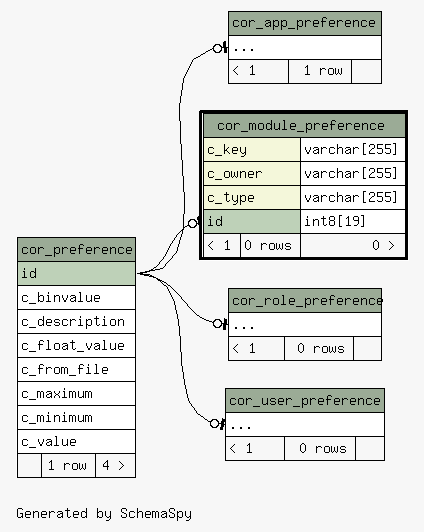 cor_app_preference
...
< 1 1 row
cor_module_preference
c_key varchar[255]
c_owner varchar[255]
c_type varchar[255]
id int8[19]
< 1 0 rows 0 >
cor_preference
id
c_binvalue
c_description
c_float_value
c_from_file
c_maximum
c_minimum
c_value
1 row 4 >
cor_role_preference
...
< 1 0 rows
cor_user_preference
...
< 1 0 rows
Generated by SchemaSpy